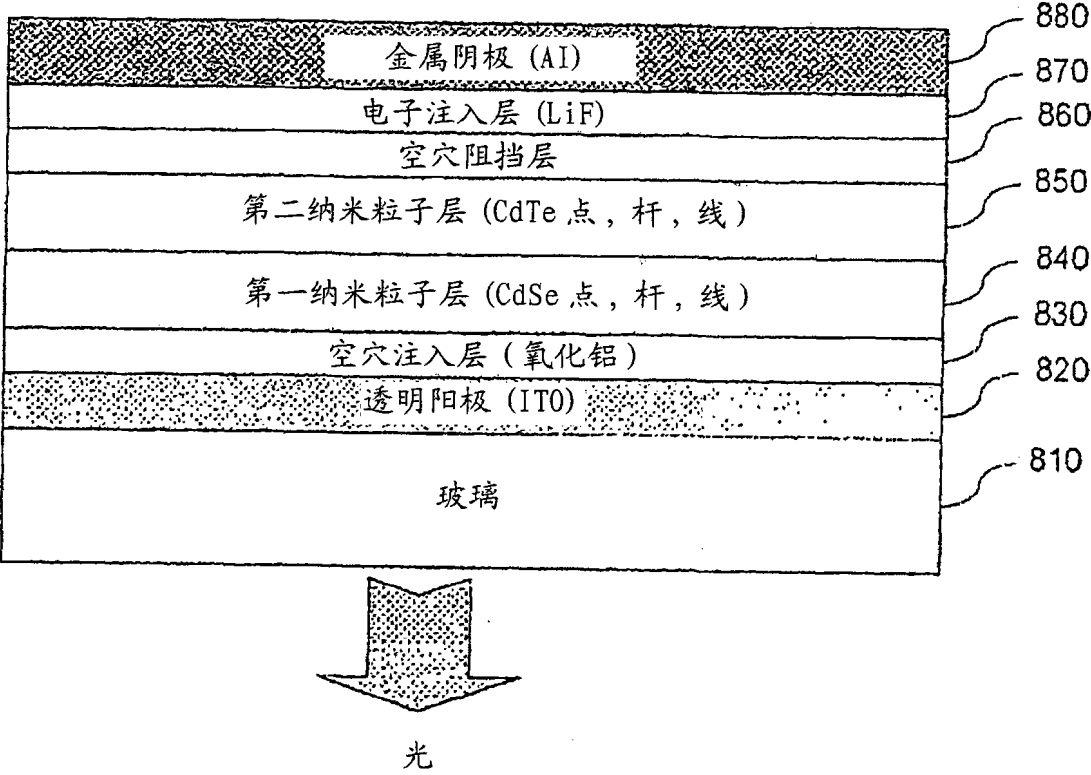 金属阴极 (Al)
880
电子注入层 (LiF)
870
空穴阻挡层
860
第二纳米粒子层 (CdTe 点, 杆, 线)
850
第一纳米粒子层 (CdSe 点, 杆, 线)
840
空穴注入层 (氧化铝)
830
透明阳极 (ITO)
820
玻璃
810
光